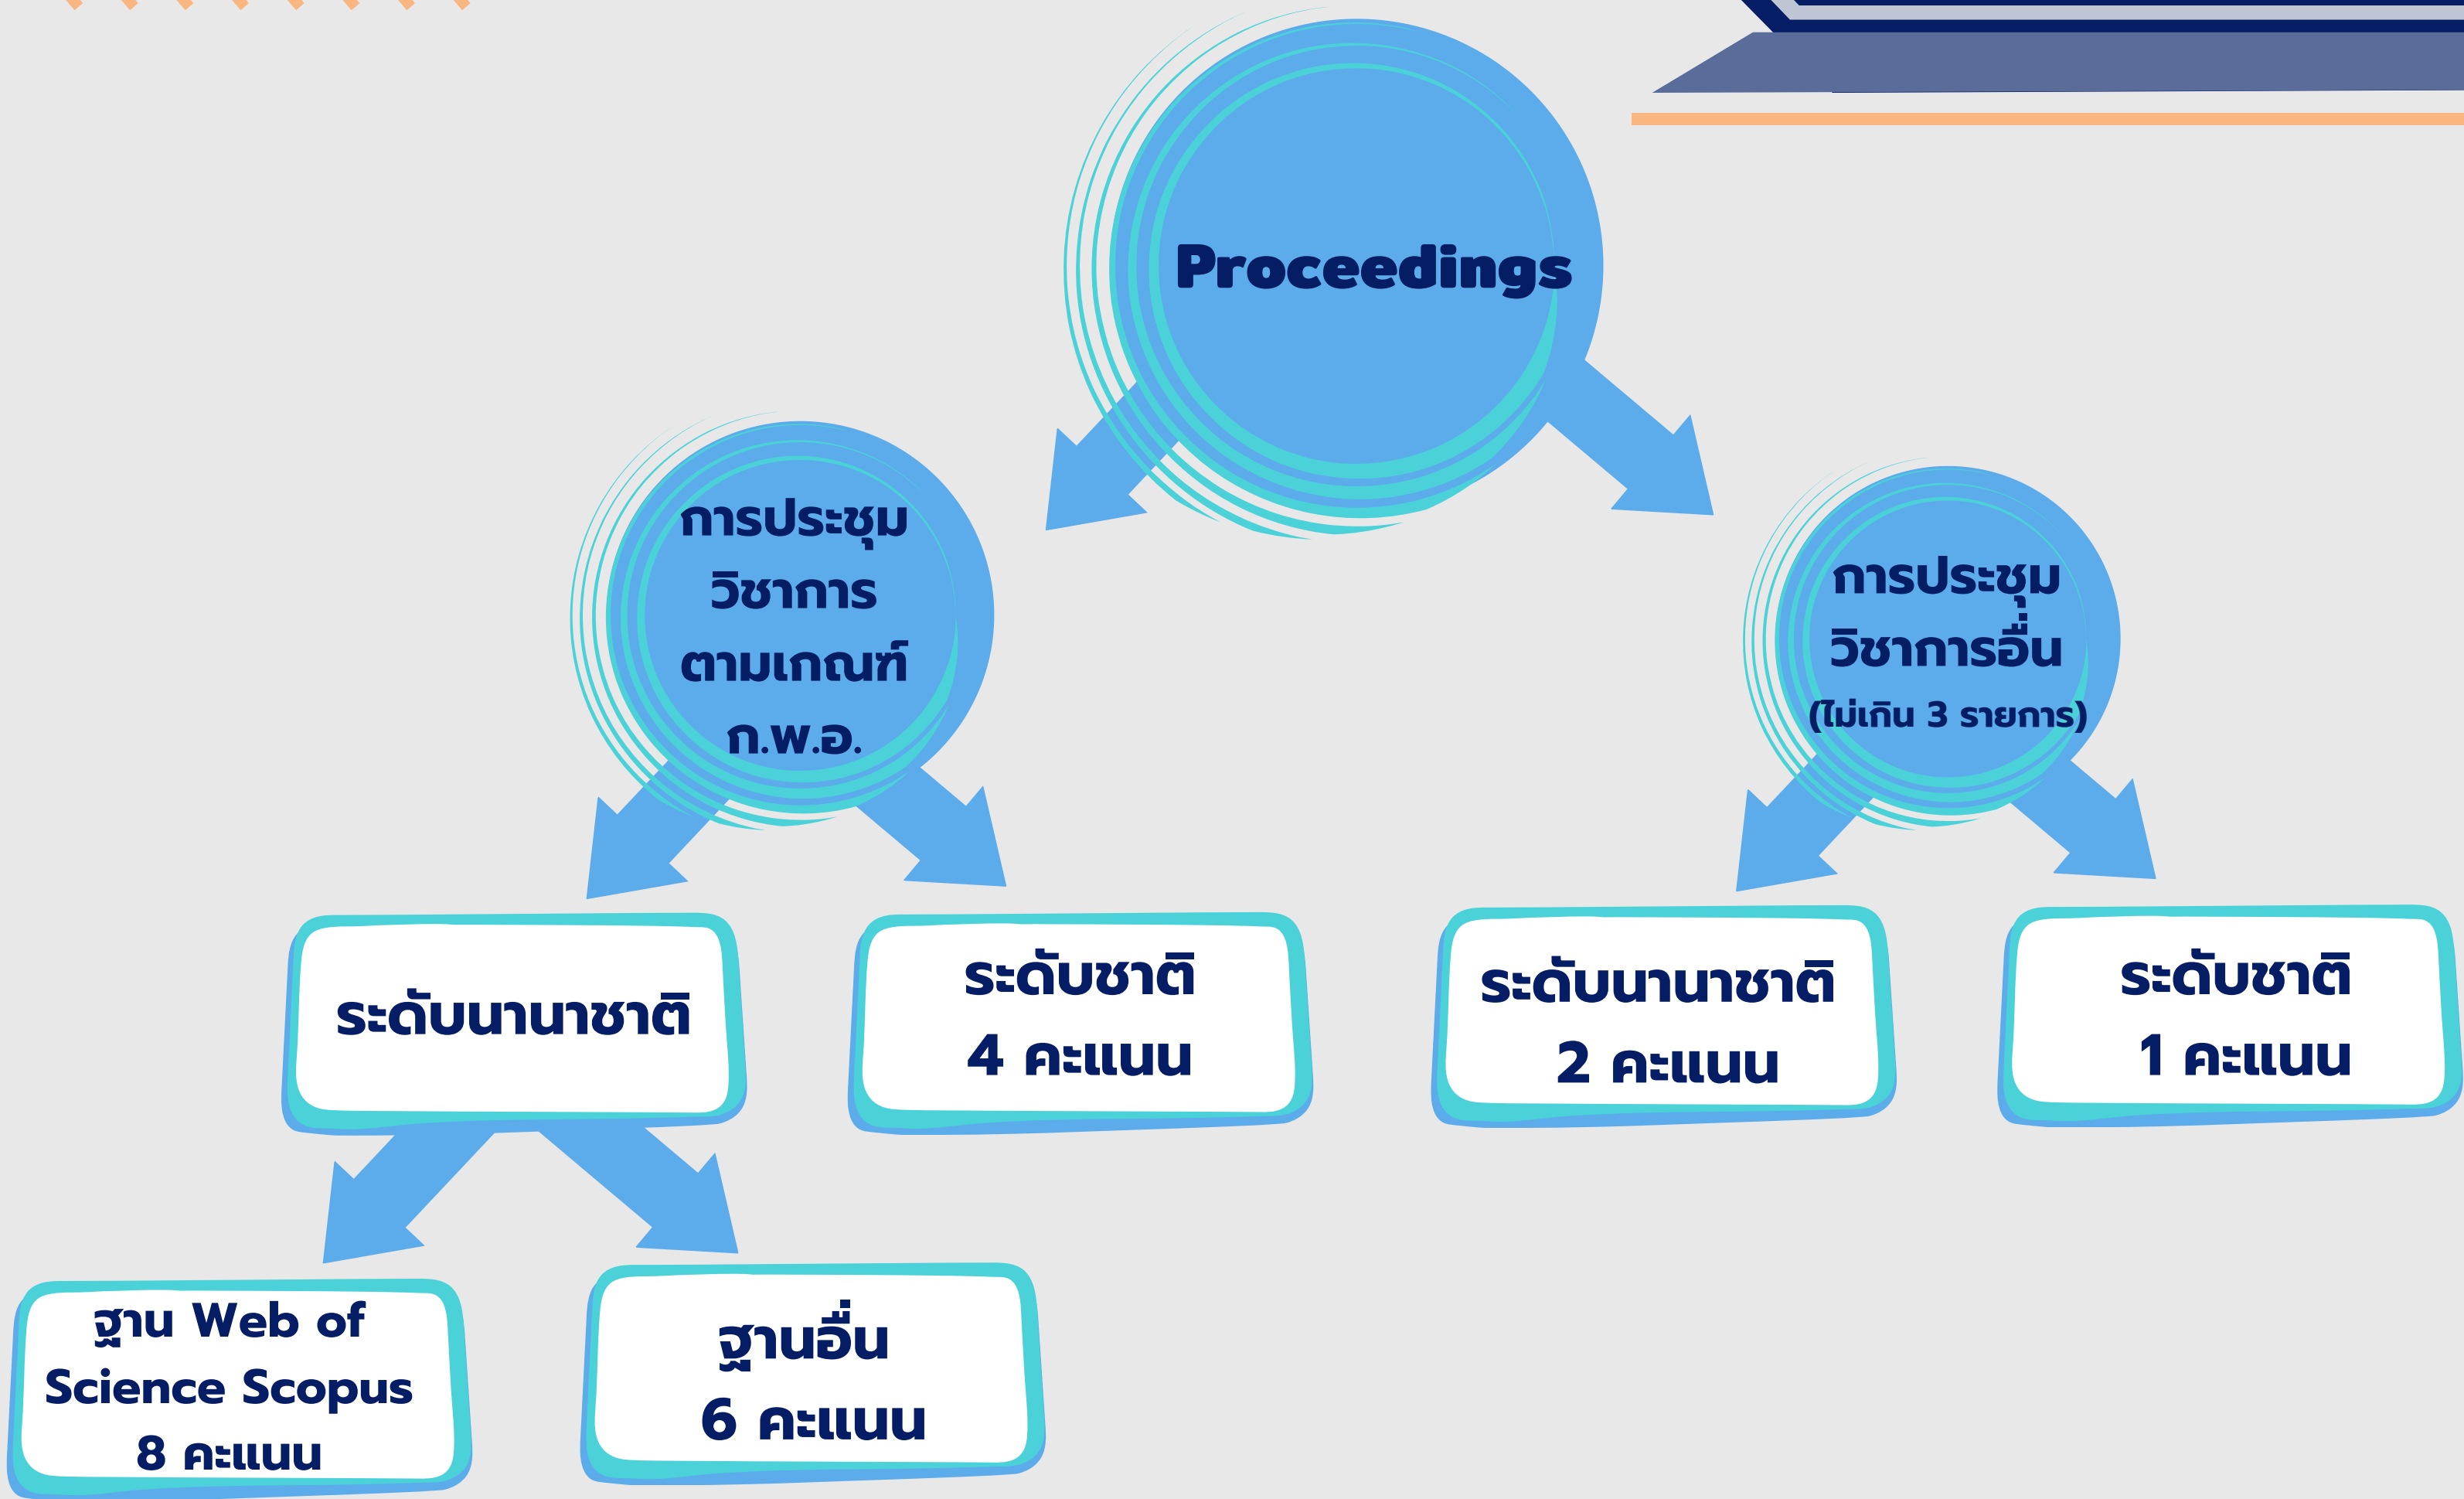 Proceedings
การประชุม
วิชาการ
ตามเกณฑ์
ก.พ.อ.
การประชุม
วิชาการอื่น
(ไม่เกิน 3 รายการ)
ระดับนานาชาติ
ระดับชาติ
4 คะแนน
ระดับนานาชาติ
2 คะแนน
ระดับชาติ
1 คะแนน
ฐาน Web of
Science Scopus
8 คะแนน
ฐานอื่น
6 คะแนน